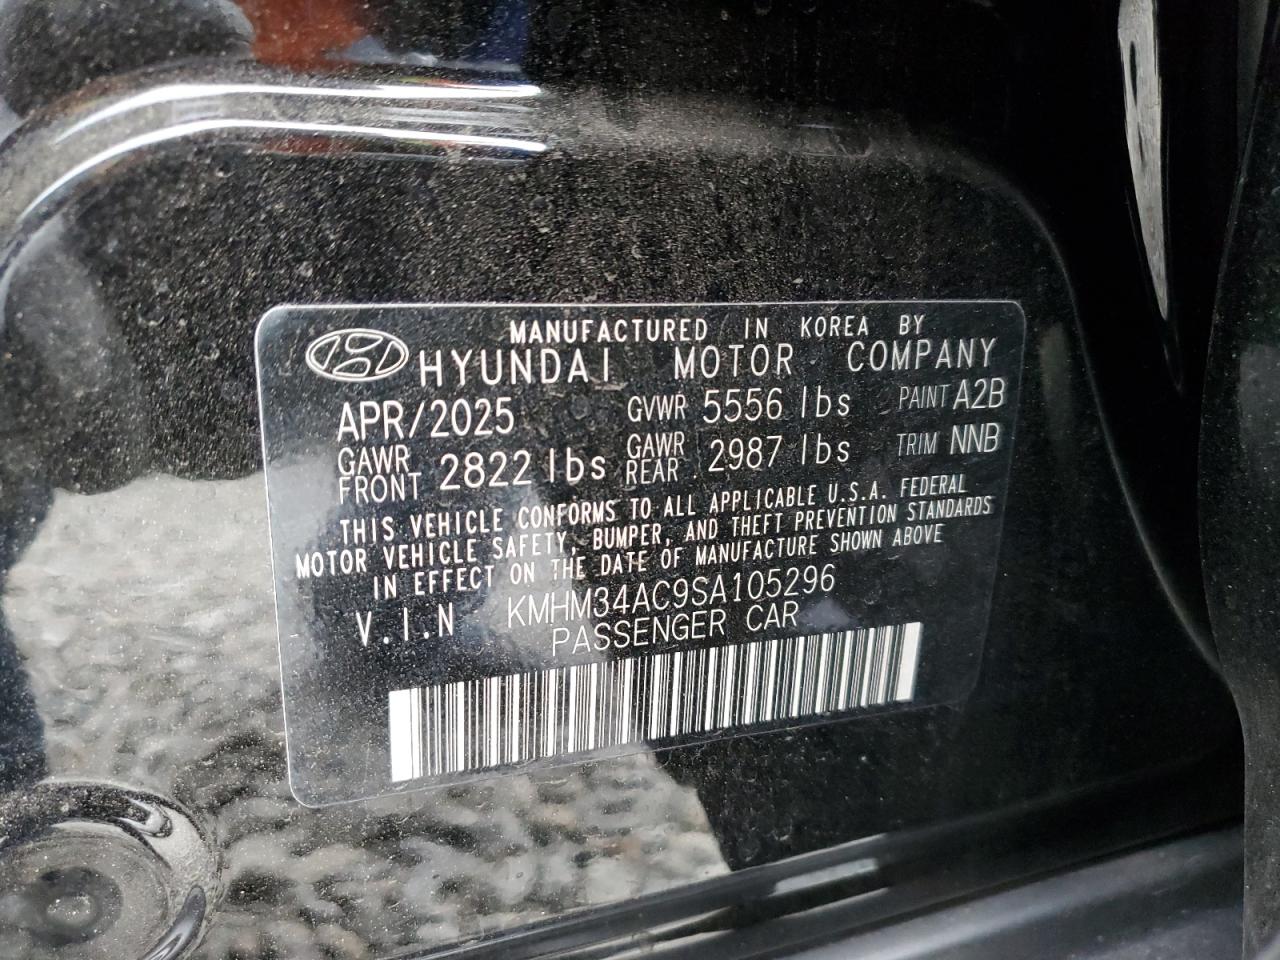 MANUFACTURED IN KOREA BY
HYUNDAI MOTOR COMPANY
APR/2025 GVWR 5556 lbs PAINT A2B
GAWR FRONT 2822 lbs GAWR REAR 2987 lbs TRIM NNB
THIS VEHICLE CONFORMS TO ALL APPLICABLE U.S.A. FEDERAL
MOTOR VEHICLE SAFETY, BUMPER, AND THEFT PREVENTION STANDARDS
IN EFFECT ON THE DATE OF MANUFACTURE SHOWN ABOVE
V.I.N KMHM34AC9SA105296
PASSENGER CAR